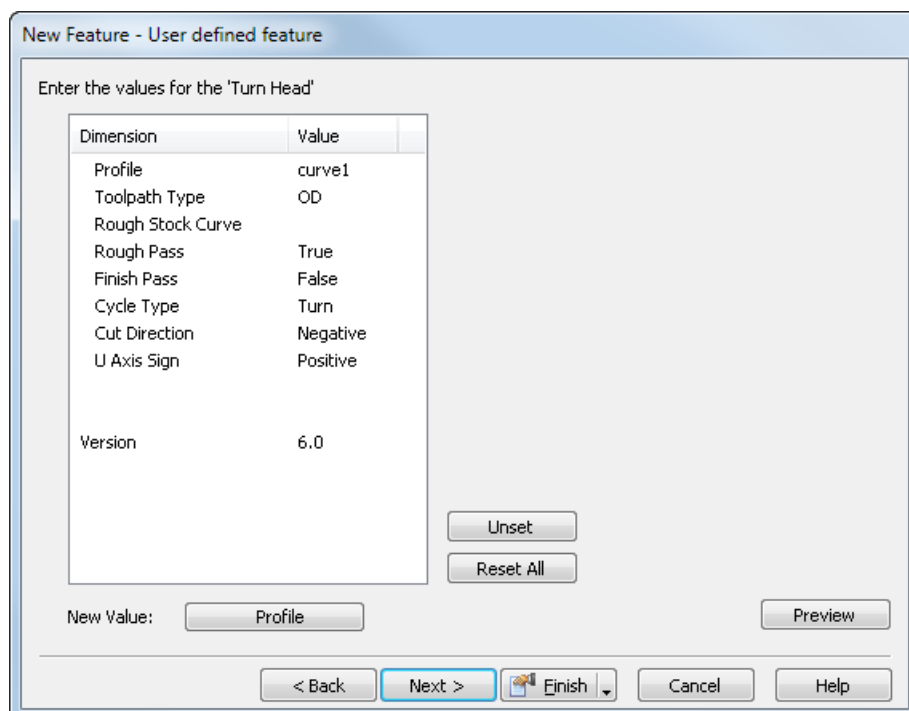 New Feature - User defined feature
Enter the values for the 'Turn Head'
Dimension Value
Profile curve1
Toolpath Type OD
Rough Stock Curve
Rough Pass True
Finish Pass False
Cycle Type Turn
Cut Direction Negative
U Axis Sign Positive
Version 6.0
Unset
Reset All
New Value: Profile Preview
< Back Next > Finish Cancel Help